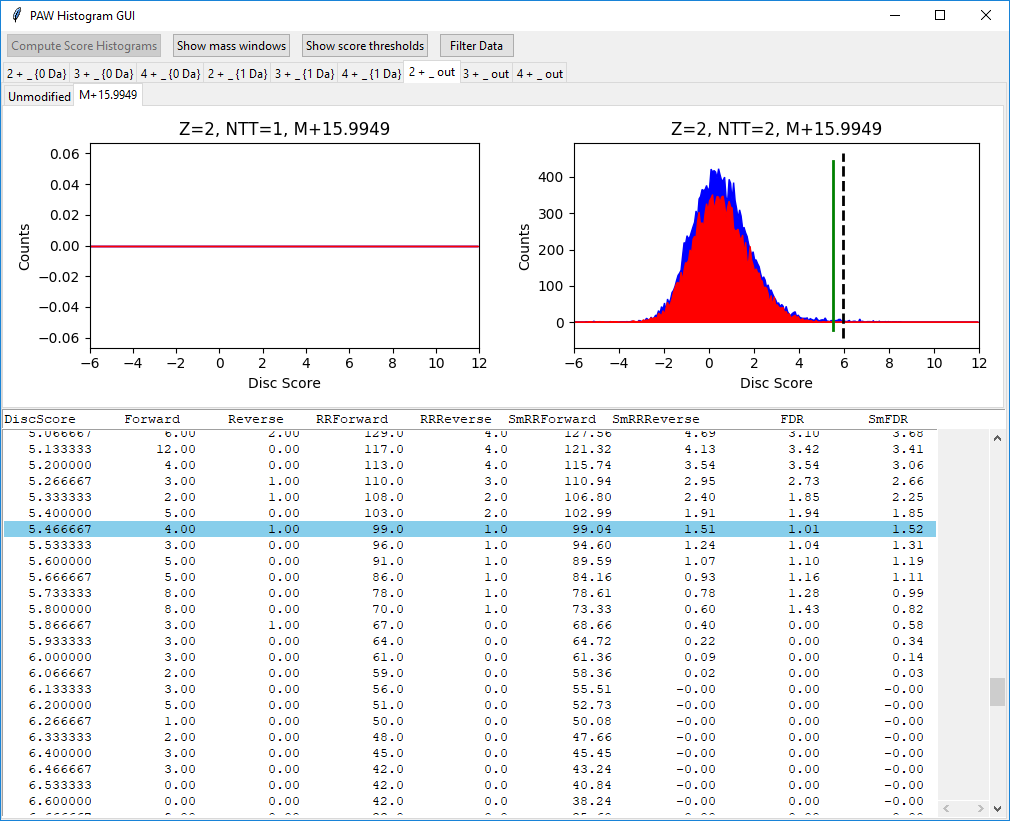 PAW Histogram GUI
Compute Score Histograms Show mass windows Show score thresholds Filter Data
2 + _ {0 Da} 3 + _ {0 Da} 4 + _ {0 Da} 2 + _ {1 Da} 3 + _ {1 Da} 4 + _ {1 Da} 2 + _ out 3 + _ out 4 + _ out
Unmodified M+15.9949
Z=2, NTT=1, M+15.9949
0.06
0.04
0.02
0.00
−0.02
−0.04
−0.06
Counts
−6 −4 −2 0 2 4 6 8 10 12
Disc Score
Z=2, NTT=2, M+15.9949
400
300
200
100
0
Counts
−6 −4 −2 0 2 4 6 8 10 12
Disc Score
DiscScore Forward Reverse RRForward RRReverse SmRRForward SmRRReverse FDR SmFDR
5.066667 6.00 2.00 129.0 4.0 127.56 4.69 3.10 3.68
5.133333 12.00 0.00 117.0 4.0 121.32 4.13 3.42 3.41
5.200000 4.00 0.00 113.0 4.0 115.74 3.54 3.54 3.06
5.266667 3.00 1.00 110.0 3.0 110.94 2.95 2.73 2.66
5.333333 2.00 1.00 108.0 2.0 106.80 2.40 1.85 2.25
5.400000 5.00 0.00 103.0 2.0 102.99 1.91 1.94 1.85
5.466667 4.00 1.00 99.0 1.0 99.04 1.51 1.01 1.52
5.533333 3.00 0.00 96.0 1.0 94.60 1.24 1.04 1.31
5.600000 5.00 0.00 91.0 1.0 89.59 1.07 1.10 1.19
5.666667 5.00 0.00 86.0 1.0 84.16 0.93 1.16 1.11
5.733333 8.00 0.00 78.0 1.0 78.61 0.78 1.28 0.99
5.800000 8.00 0.00 70.0 1.0 73.33 0.60 1.43 0.82
5.866667 3.00 1.00 67.0 0.0 68.66 0.40 0.00 0.58
5.933333 3.00 0.00 64.0 0.0 64.72 0.22 0.00 0.34
6.000000 3.00 0.00 61.0 0.0 61.36 0.09 0.00 0.14
6.066667 2.00 0.00 59.0 0.0 58.36 0.02 0.00 0.03
6.133333 3.00 0.00 56.0 0.0 55.51 −0.00 0.00 −0.00
6.200000 5.00 0.00 51.0 0.0 52.73 −0.00 0.00 −0.00
6.266667 1.00 0.00 50.0 0.0 50.08 −0.00 0.00 −0.00
6.333333 2.00 0.00 48.0 0.0 47.66 −0.00 0.00 −0.00
6.400000 3.00 0.00 45.0 0.0 45.45 −0.00 0.00 −0.00
6.466667 3.00 0.00 42.0 0.0 43.24 −0.00 0.00 −0.00
6.533333 0.00 0.00 42.0 0.0 40.84 −0.00 0.00 −0.00
6.600000 0.00 0.00 42.0 0.0 38.24 −0.00 0.00 −0.00